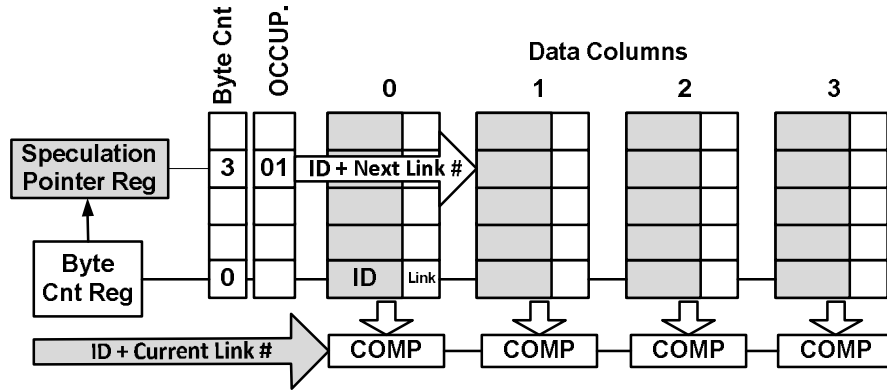 Byte Cnt
OCCUP.
Data Columns
0 1 2 3
Speculation
Pointer Reg
3 01 ID + Next Link #
Byte
Cnt Reg
0 ID Link
ID + Current Link #
COMP COMP COMP COMP